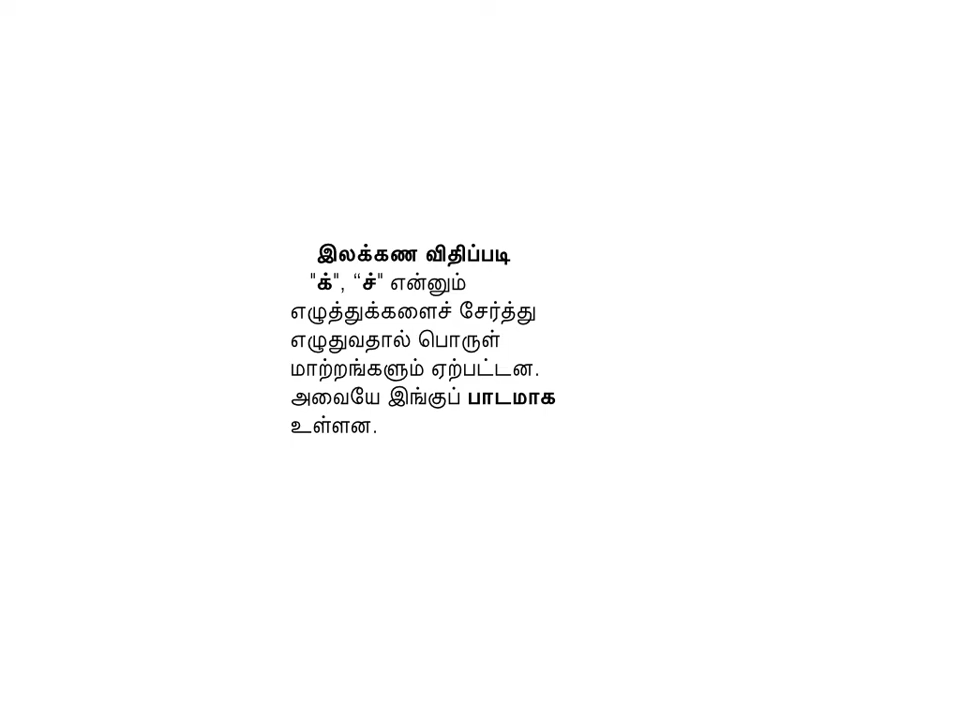 இலக்கண விதிப்படி
"க்", “ச்" என்னும்
எழுத்துக்களைச் சேர்த்து
எழுதுவதால் பொருள்
மாற்றங்களும் ஏற்பட்டன.
அவையே இங்குப் பாடமாக
உள்ளன.